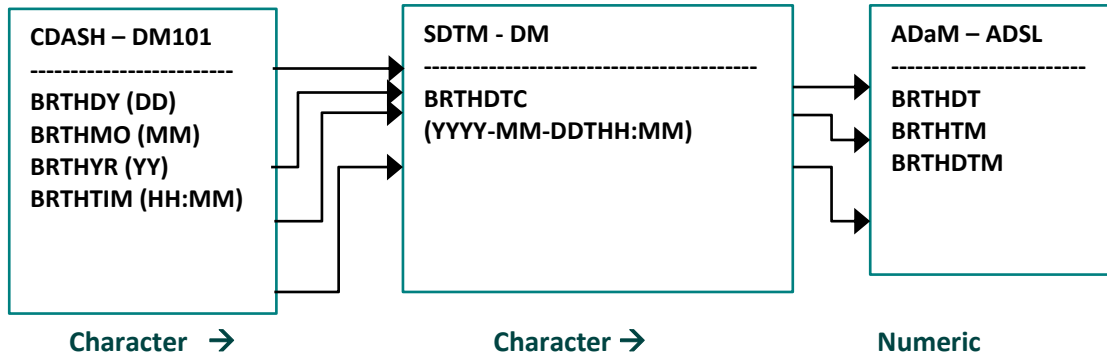 CDASH – DM101
-------------------------
BRTHDY (DD)
BRTHMO (MM)
BRTHYR (YY)
BRTHTIM (HH:MM)
SDTM - DM
-----------------------------------------
BRTHDTC
(YYYY-MM-DDTHH:MM)
ADaM – ADSL
------------------------
BRTHDT
BRTHTM
BRTHDTM
Character → Character → Numeric